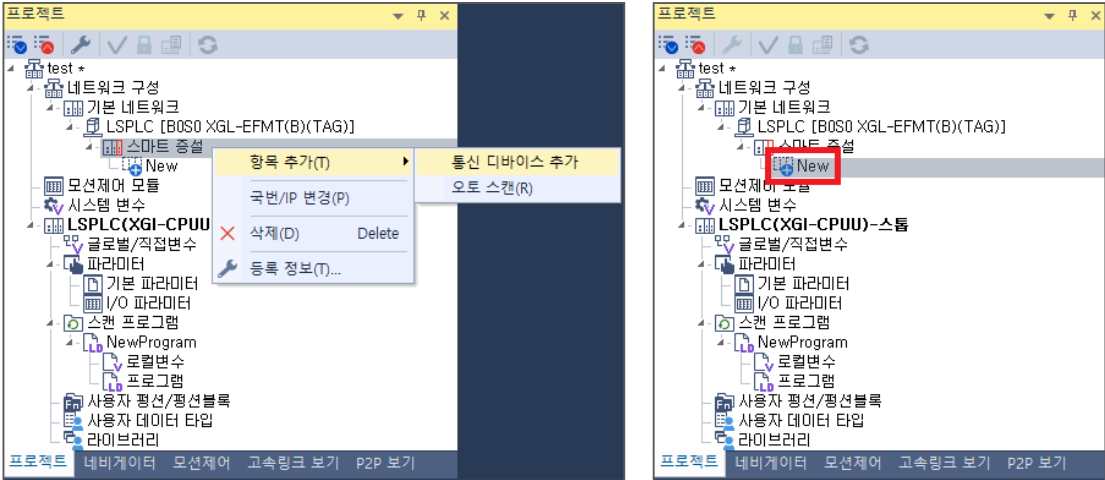 프로젝트
test *
네트워크 구성
기본 네트워크
LSPLC [B0S0 XGL-EFMT(B)(TAG)]
스마트 증설
New
항목 추가(T)
통신 디바이스 추가
오토 스캔(R)
국번/IP 변경(P)
삭제(D) Delete
등록 정보(T)...
모션제어 모듈
시스템 변수
LSPLC(XGI-CPUU
글로벌/직접변수
파라미터
기본 파라미터
I/O 파라미터
스캔 프로그램
NewProgram
로컬변수
프로그램
사용자 펑션/펑션블록
사용자 데이터 타입
라이브러리
프로젝트 네비게이터 모션제어 고속링크 보기 P2P 보기
프로젝트
test *
네트워크 구성
기본 네트워크
LSPLC [B0S0 XGL-EFMT(B)(TAG)]
스마트 증설
New
모션제어 모듈
시스템 변수
LSPLC(XGI-CPUU)-스톱
글로벌/직접변수
파라미터
기본 파라미터
I/O 파라미터
스캔 프로그램
NewProgram
로컬변수
프로그램
사용자 펑션/펑션블록
사용자 데이터 타입
라이브러리
프로젝트 네비게이터 모션제어 고속링크 보기 P2P 보기